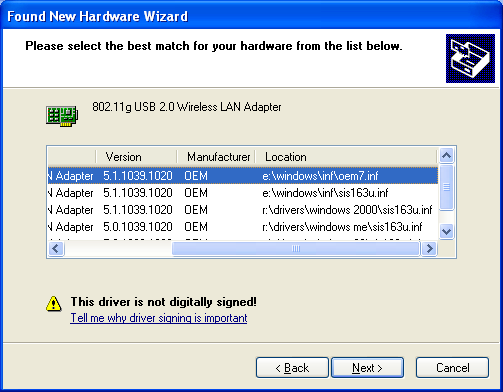 Found New Hardware Wizard
Please select the best match for your hardware from the list below.
802.11g USB 2.0 Wireless LAN Adapter
Version Manufacturer Location
N Adapter 5.1.1039.1020 OEM e:\windows\inf\oem7.inf
N Adapter 5.1.1039.1020 OEM e:\windows\inf\sis163u.inf
N Adapter 5.1.1039.1020 OEM r:\drivers\windows 2000\sis163u.inf
N Adapter 5.0.1039.1020 OEM r:\drivers\windows me\sis163u.inf
This driver is not digitally signed!
Tell me why driver signing is important
< Back Next > Cancel